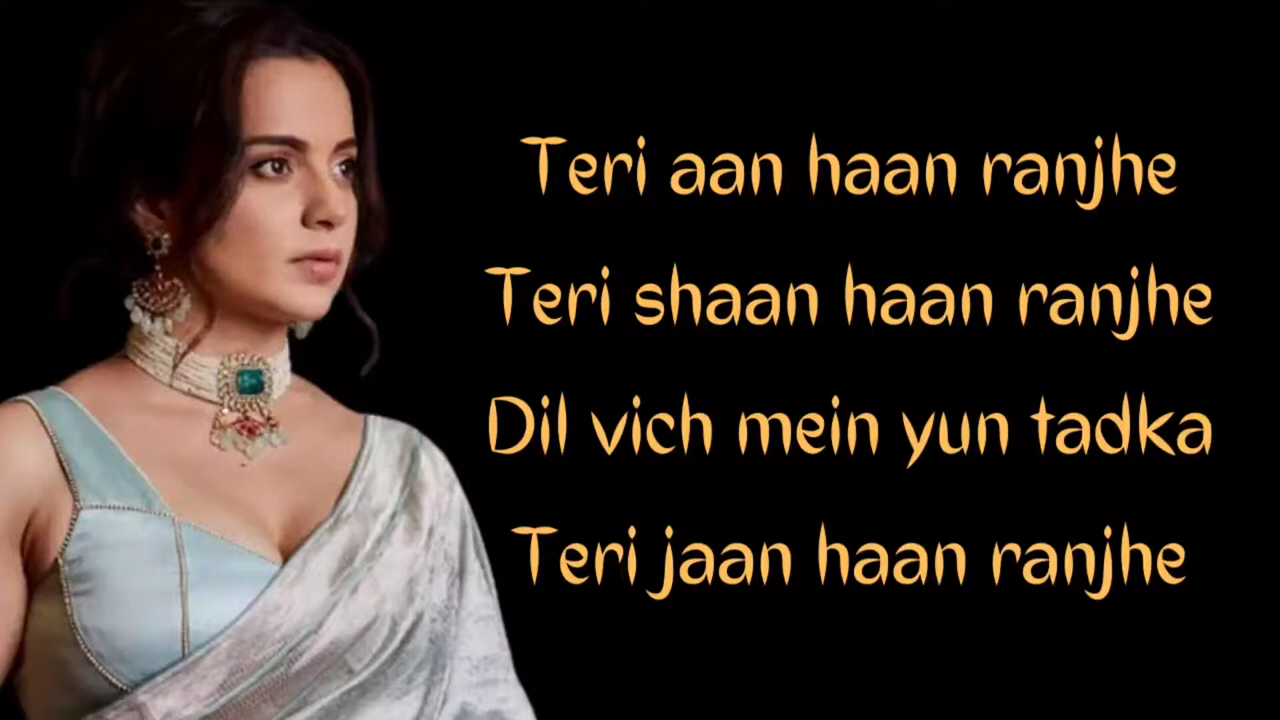 Teri aan haan ranjhe
Teri shaan haan ranjhe
Dil vich mein yun tadka
Teri jaan haan ranjhe